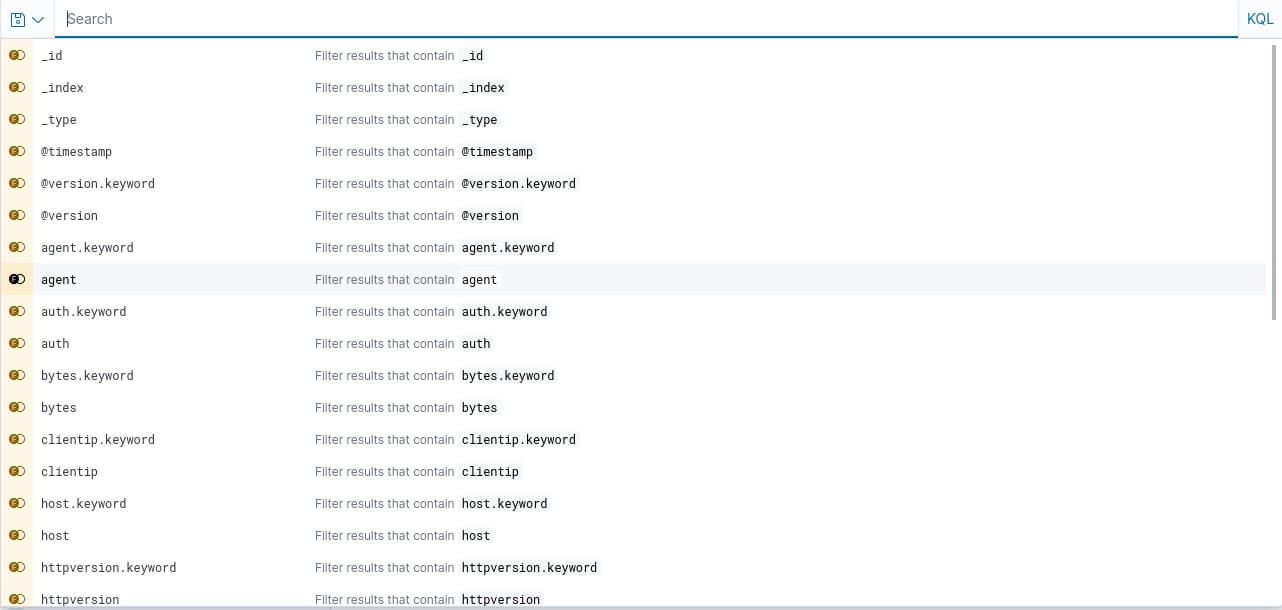 Search KQL
_id Filter results that contain _id
_index Filter results that contain _index
_type Filter results that contain _type
@timestamp Filter results that contain @timestamp
@version.keyword Filter results that contain @version.keyword
@version Filter results that contain @version
agent.keyword Filter results that contain agent.keyword
agent Filter results that contain agent
auth.keyword Filter results that contain auth.keyword
auth Filter results that contain auth
bytes.keyword Filter results that contain bytes.keyword
bytes Filter results that contain bytes
clientip.keyword Filter results that contain clientip.keyword
clientip Filter results that contain clientip
host.keyword Filter results that contain host.keyword
host Filter results that contain host
httpversion.keyword Filter results that contain httpversion.keyword
httpversion Filter results that contain httpversion